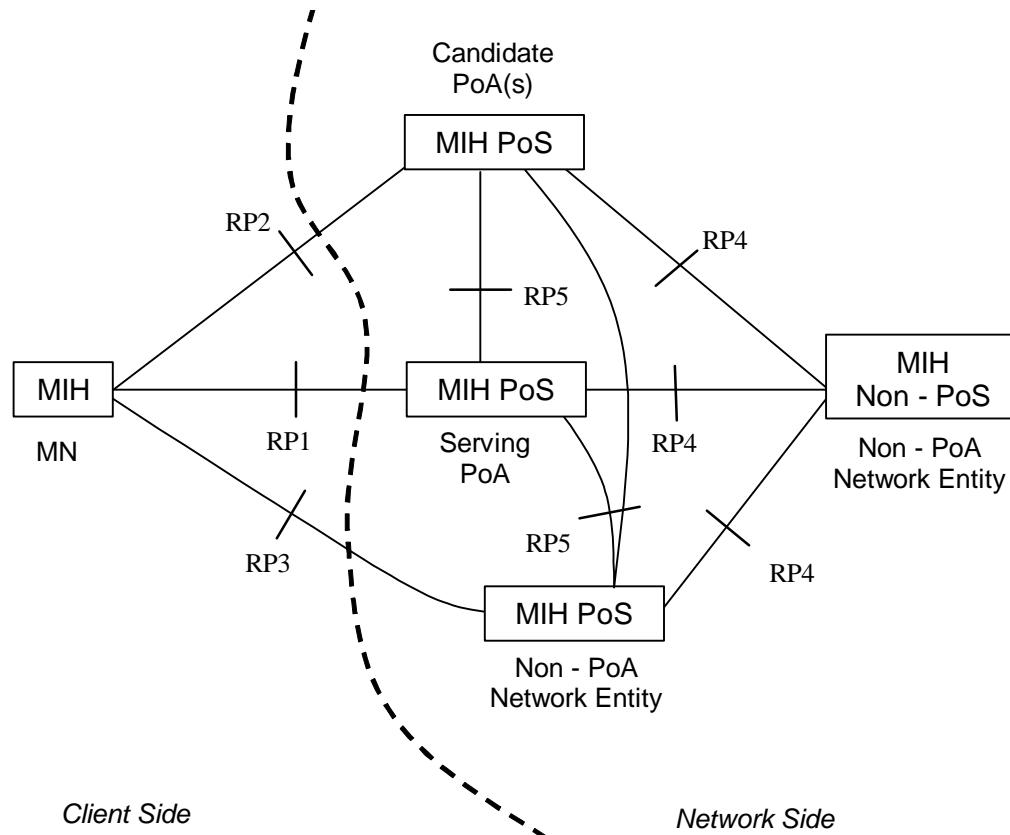 Candidate
PoA(s)
MIH PoS
RP2
RP4
RP5
MIH
MN
RP1
MIH PoS
Serving
PoA
RP4
MIH
Non - PoS
Non - PoA
Network Entity
RP3
RP5
RP4
MIH PoS
Non - PoA
Network Entity
Client Side
Network Side